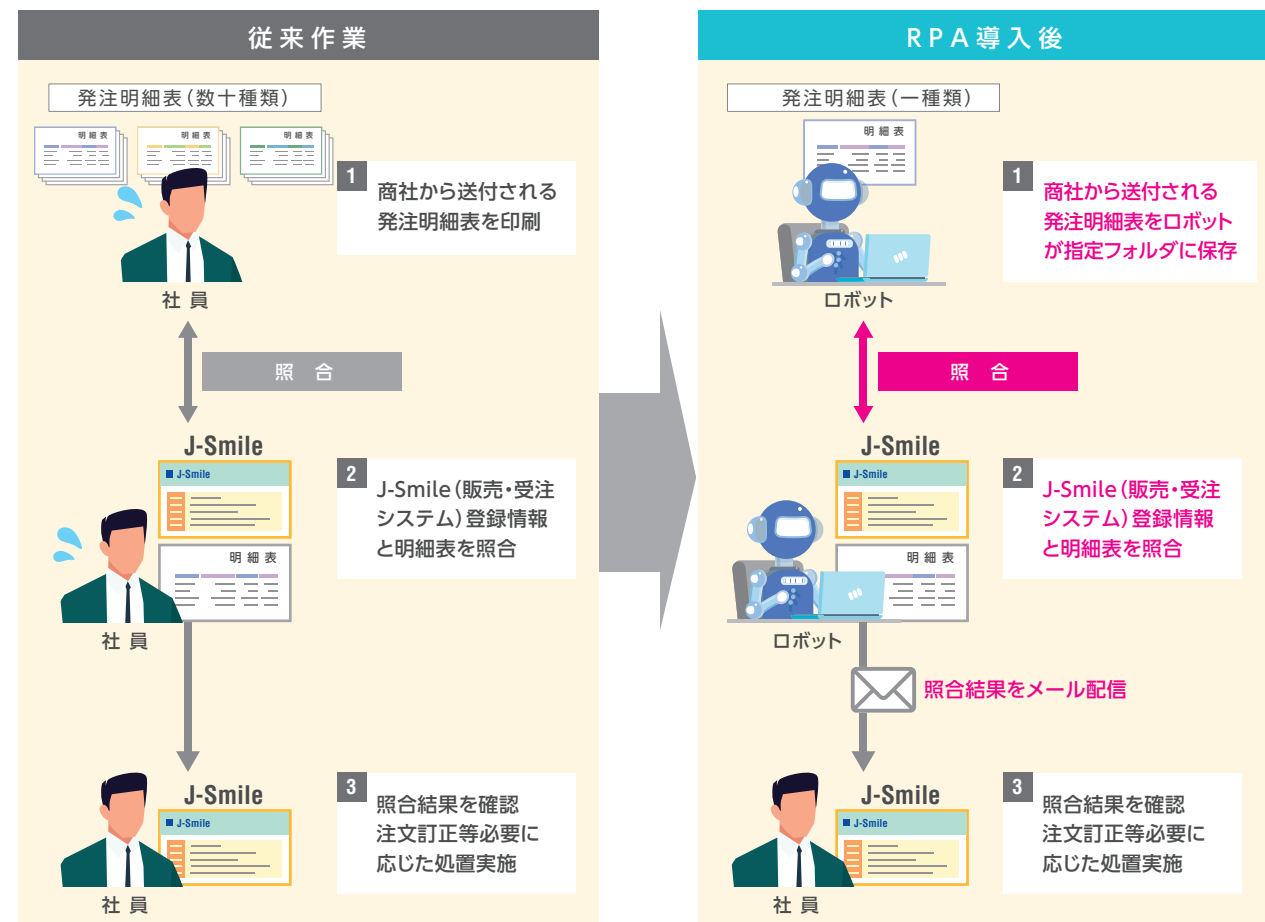 従来作業
発注明細表（数十種類）
明細表
明細表
明細表
1
商社から送付される
発注明細表を印刷
社員
照合
J-Smile
J-Smile
2
J-Smile（販売・受注
システム）登録情報
と明細表を照合
明細表
社員
J-Smile
J-Smile
3
照合結果を確認
注文訂正等必要に
応じた処置実施
社員
RPA導入後
発注明細表（一種類）
明細表
1
商社から送付される
発注明細表をロボット
が指定フォルダに保存
ロボット
照合
J-Smile
J-Smile
2
J-Smile（販売・受注
システム）登録情報
と明細表を照合
明細表
ロボット
照合結果をメール配信
J-Smile
J-Smile
3
照合結果を確認
注文訂正等必要に
応じた処置実施
社員